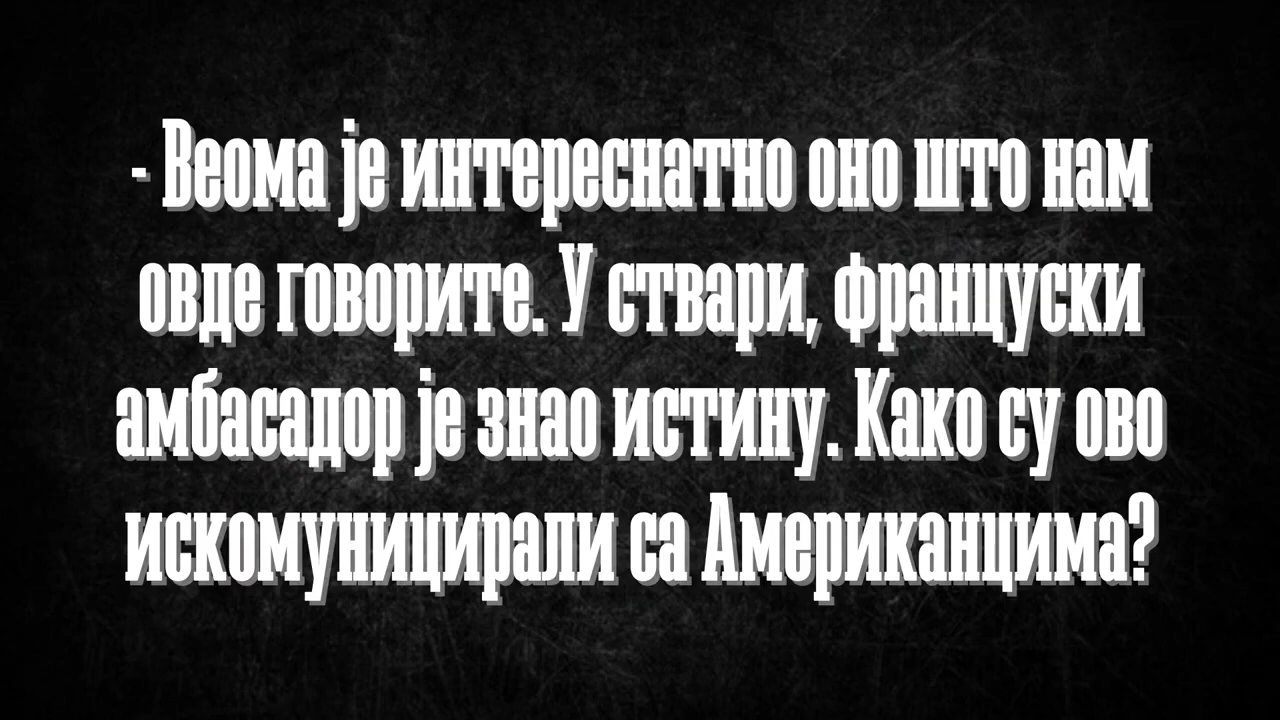 - Веома је интереснатно оно што нам
овде говорите. У ствари, француски
амбасадор је знао истину. Како су ово
искомуницирали са Американцима?